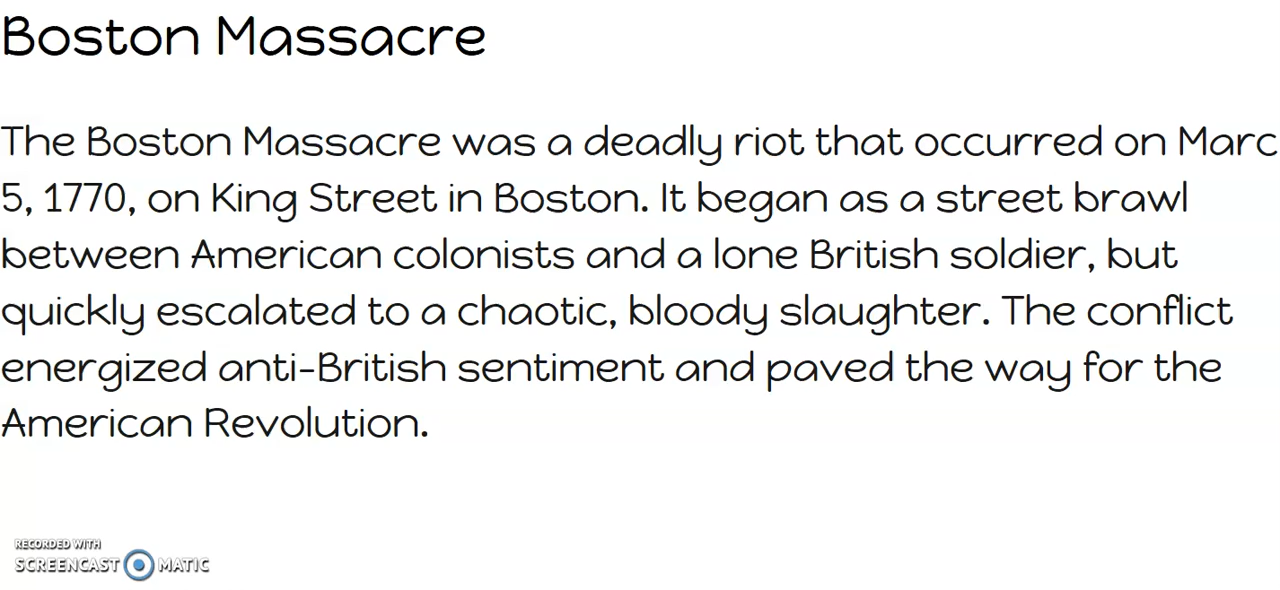 Boston Massacre
The Boston Massacre was a deadly riot that occurred on Marc
5, 1770, on King Street in Boston. It began as a street brawl
between American colonists and a lone British soldier, but
quickly escalated to a chaotic, bloody slaughter. The conflict
energized anti-British sentiment and paved the way for the
American Revolution.
RECORDED WITH
SCREENCAST MATIC